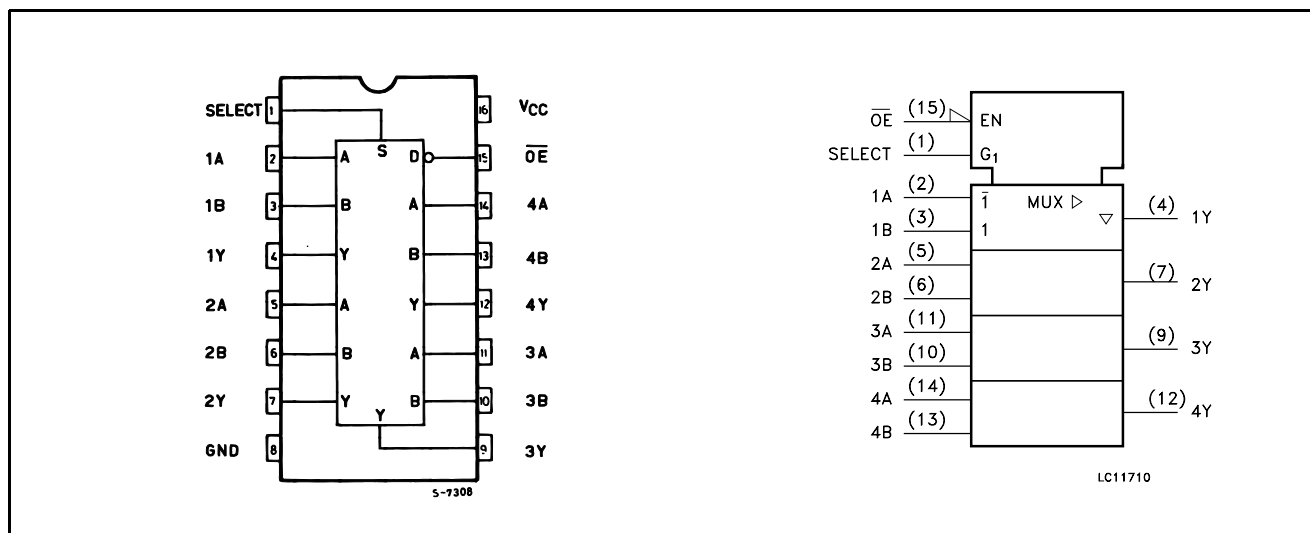 SELECT 1 16 VCC
1A 2 A S D 15 O̅E̅
1B 3 B A 14 4A
1Y 4 Y B 13 4B
2A 5 A Y 12 4Y
2B 6 B A 11 3A
2Y 7 Y B 10 3B
Y
GND 8 9 3Y
S-7308
O̅E̅ (15) EN
SELECT (1) G1
1A (2) 1̅ MUX ▷
1B (3) 1 ▽ (4) 1Y
2A (5)
2B (6) (7) 2Y
3A (11)
3B (10) (9) 3Y
4A (14)
4B (13) (12) 4Y
LC11710